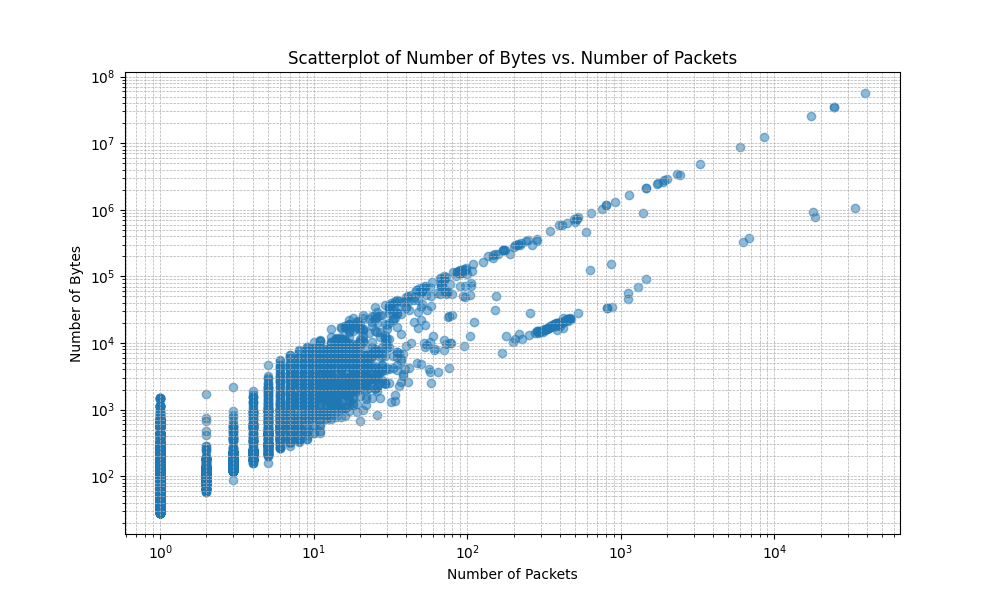 Scatterplot of Number of Bytes vs. Number of Packets
10⁸
10⁷
10⁶
10⁵
10⁴
10³
10²
Number of Bytes
10⁰ 10¹ 10² 10³ 10⁴
Number of Packets